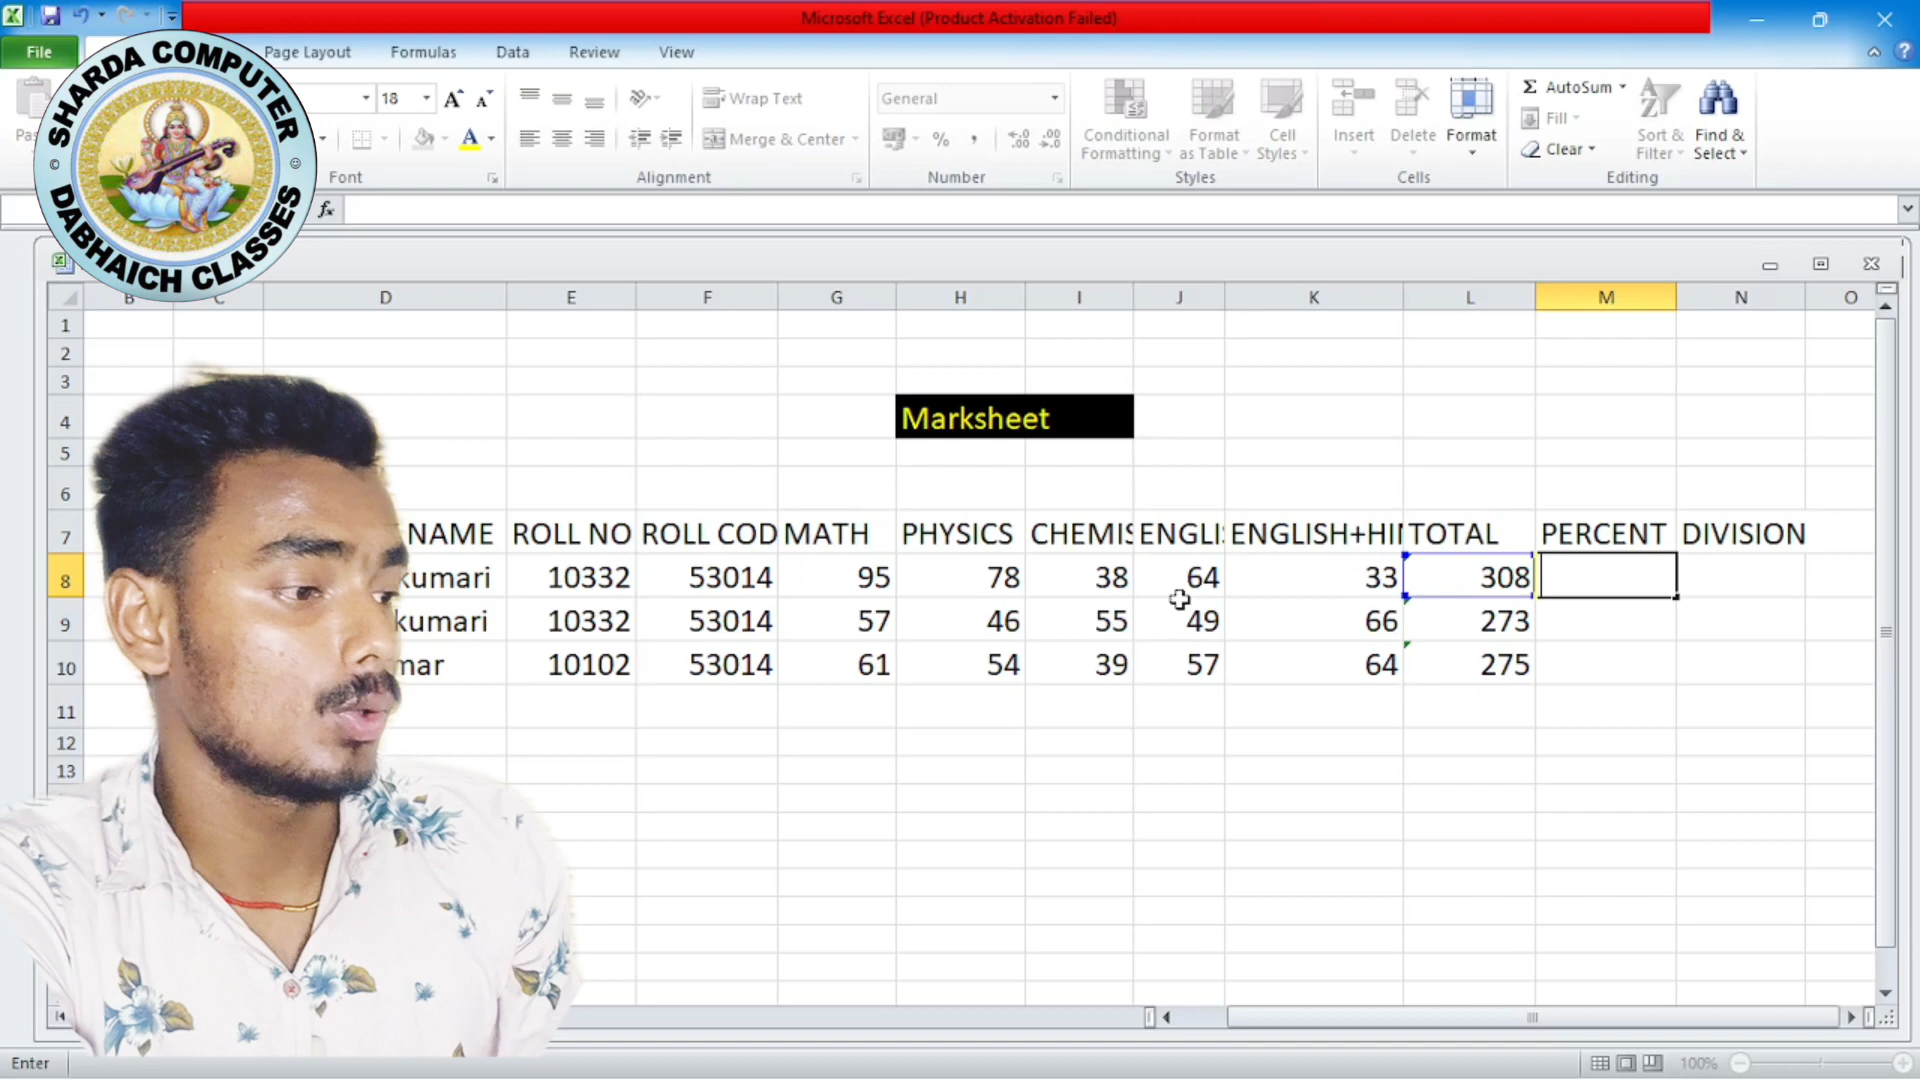 Microsoft Excel (Product Activation Failed)
File
Page Layout
Formulas
Data
Review
View
SHARDA COMPUTER
DABHAICH CLASSES
18
Wrap Text
General
Conditional Formatting
Format as Table
Cell Styles
Insert
Delete
Format
AutoSum
Fill
Clear
Sort & Filter
Find & Select
Merge & Center
Font
Alignment
Number
Styles
Cells
Editing
fx
B C D E F G H I J K L M N O
1
2
3
4 Marksheet
5
6
7 NAME ROLL NO ROLL COD MATH PHYSICS CHEMIS ENGLI ENGLISH+HI TOTAL PERCENT DIVISION
8 kumari 10332 53014 95 78 38 64 33 308
9 kumari 10332 53014 57 46 55 49 66 273
10 mar 10102 53014 61 54 39 57 64 275
11
12
13
Enter
100%